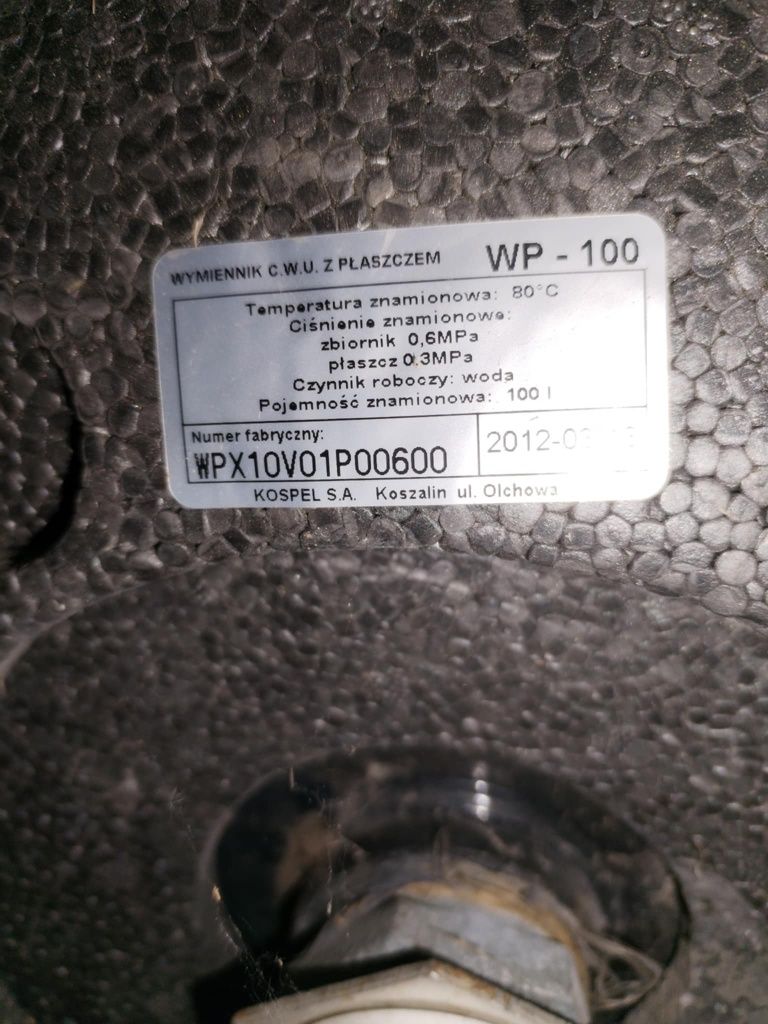 WYMIENNIK C.W.U. Z PŁASZCZEM WP - 100
Temperatura znamionowa: 80°C
Ciśnienie znamionowe:
zbiornik 0,6MPa
płaszcz 0.3MPa
Czynnik roboczy: woda
Pojemność znamionowa: 100 l
Numer fabryczny:
WPX10V01P00600
KOSPEL S.A. Koszalin ul. Olchowa